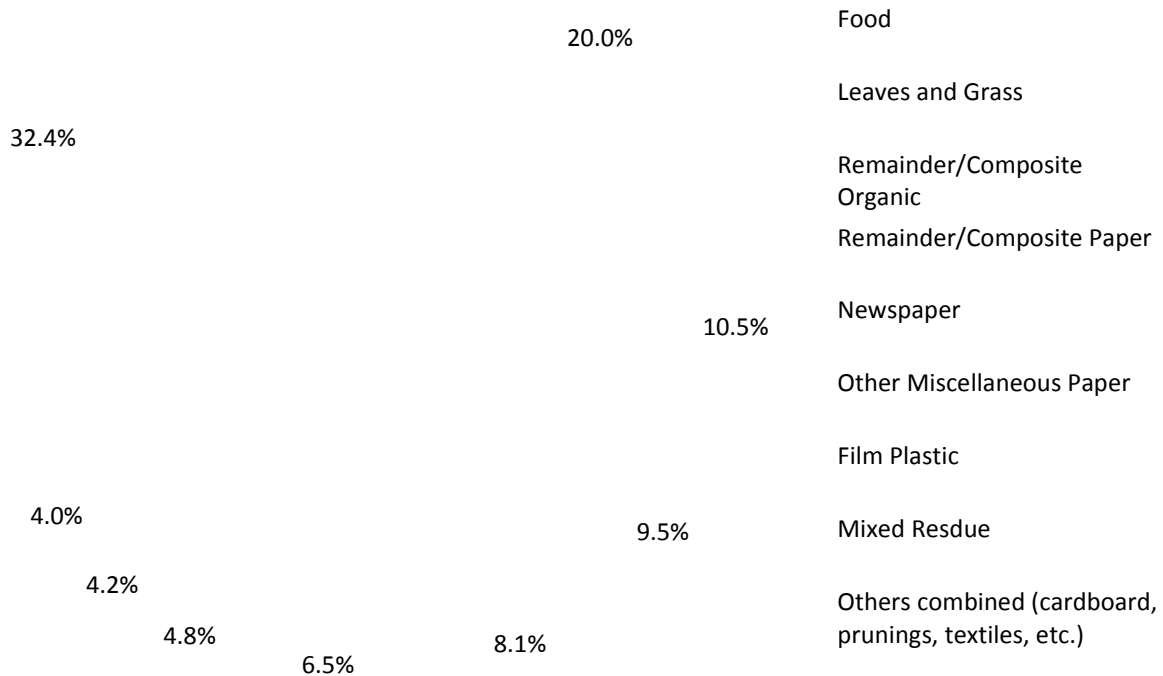 20.0%
32.4%
10.5%
4.0%
9.5%
4.2%
4.8%
8.1%
6.5%
Food
Leaves and Grass
Remainder/Composite
Organic
Remainder/Composite Paper
Newspaper
Other Miscellaneous Paper
Film Plastic
Mixed Resdue
Others combined (cardboard,
prunings, textiles, etc.)